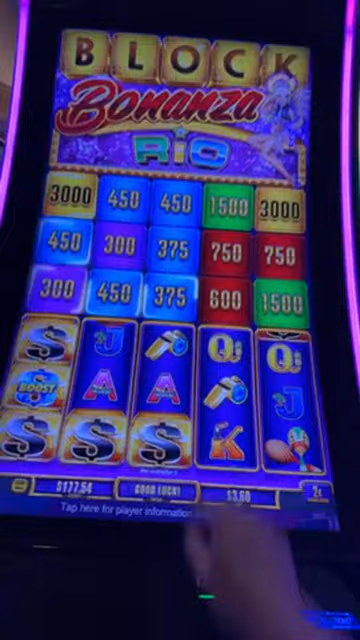 BLOCK
Bonanza
RIO
3000 450 450 1500 3000
450 300 375 750 750
300 450 375 600 1500
$ J Q Q
BOOST A A J
$ $ $ K
$177.54 GOOD LUCK! $3.60 2¢
Tap here for player information